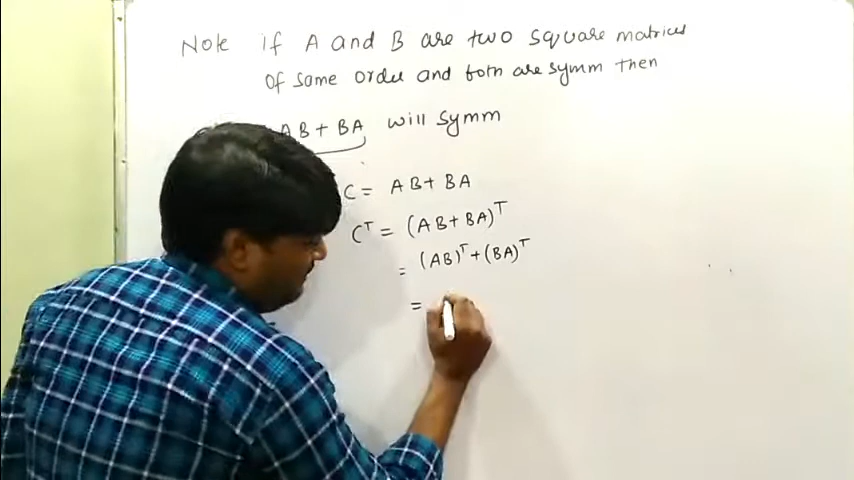 Note if A and B are two square matrices
of same order and both are symm then
AB + BA will symm
C = AB + BA
Cᵀ = (AB + BA)ᵀ
= (AB)ᵀ + (BA)ᵀ
=